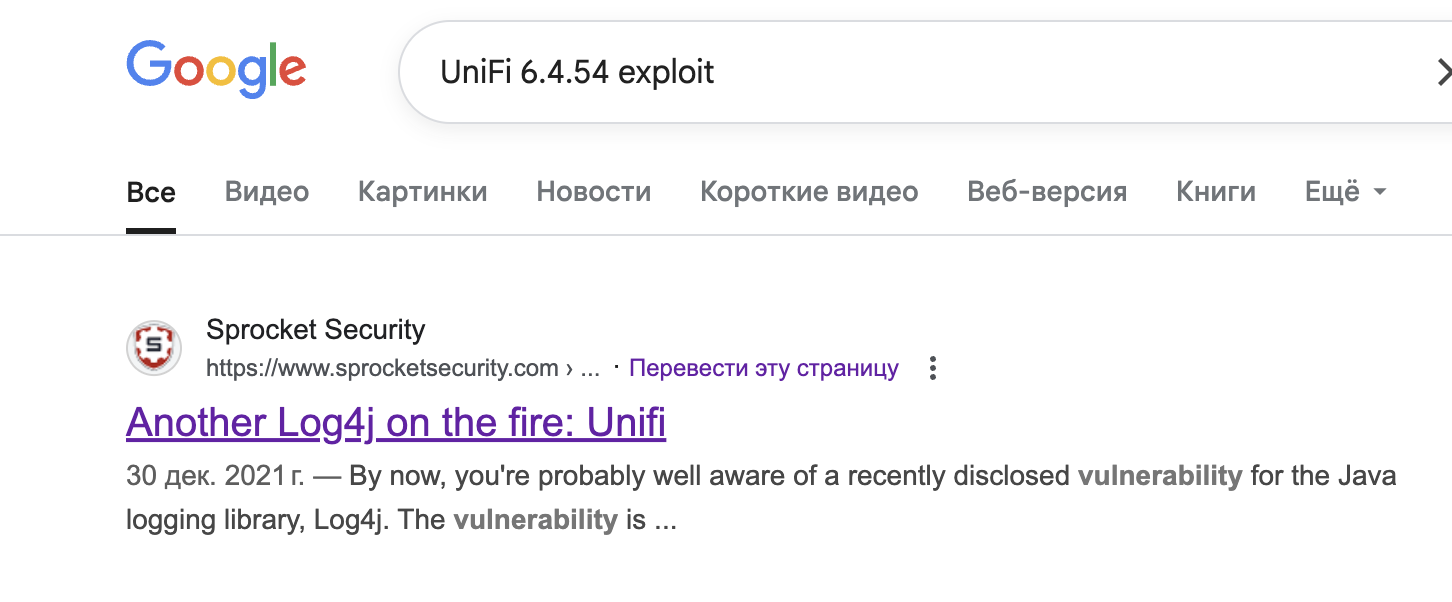 Google
UniFi 6.4.54 exploit
Все Видео Картинки Новости Короткие видео Веб-версия Книги Ещё
S
Sprocket Security
https://www.sprocketsecurity.com › ... · Перевести эту страницу
Another Log4j on the fire: Unifi
30 дек. 2021 г. — By now, you're probably well aware of a recently disclosed vulnerability for the Java
logging library, Log4j. The vulnerability is ...